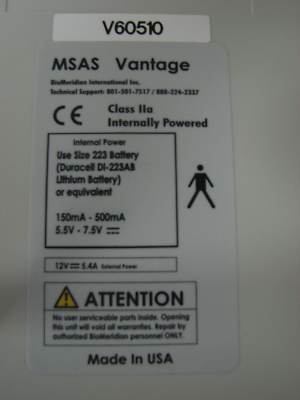 V60510
MSAS Vantage
BioMeridian International Inc.
Technical Support: 801-501-7517 / 888-224-2337
CE
Class IIa
Internally Powered
Internal Power
Use Size 223 Battery
(Duracell DI-223AB
Lithium Battery)
or equivalent
150mA - 500mA
5.5V - 7.5V
12V 5.4A External Power
ATTENTION
No user serviceable parts inside. Opening
this unit will void all warranties. Repair by
authorized BioMeridian personnel ONLY.
Made In USA